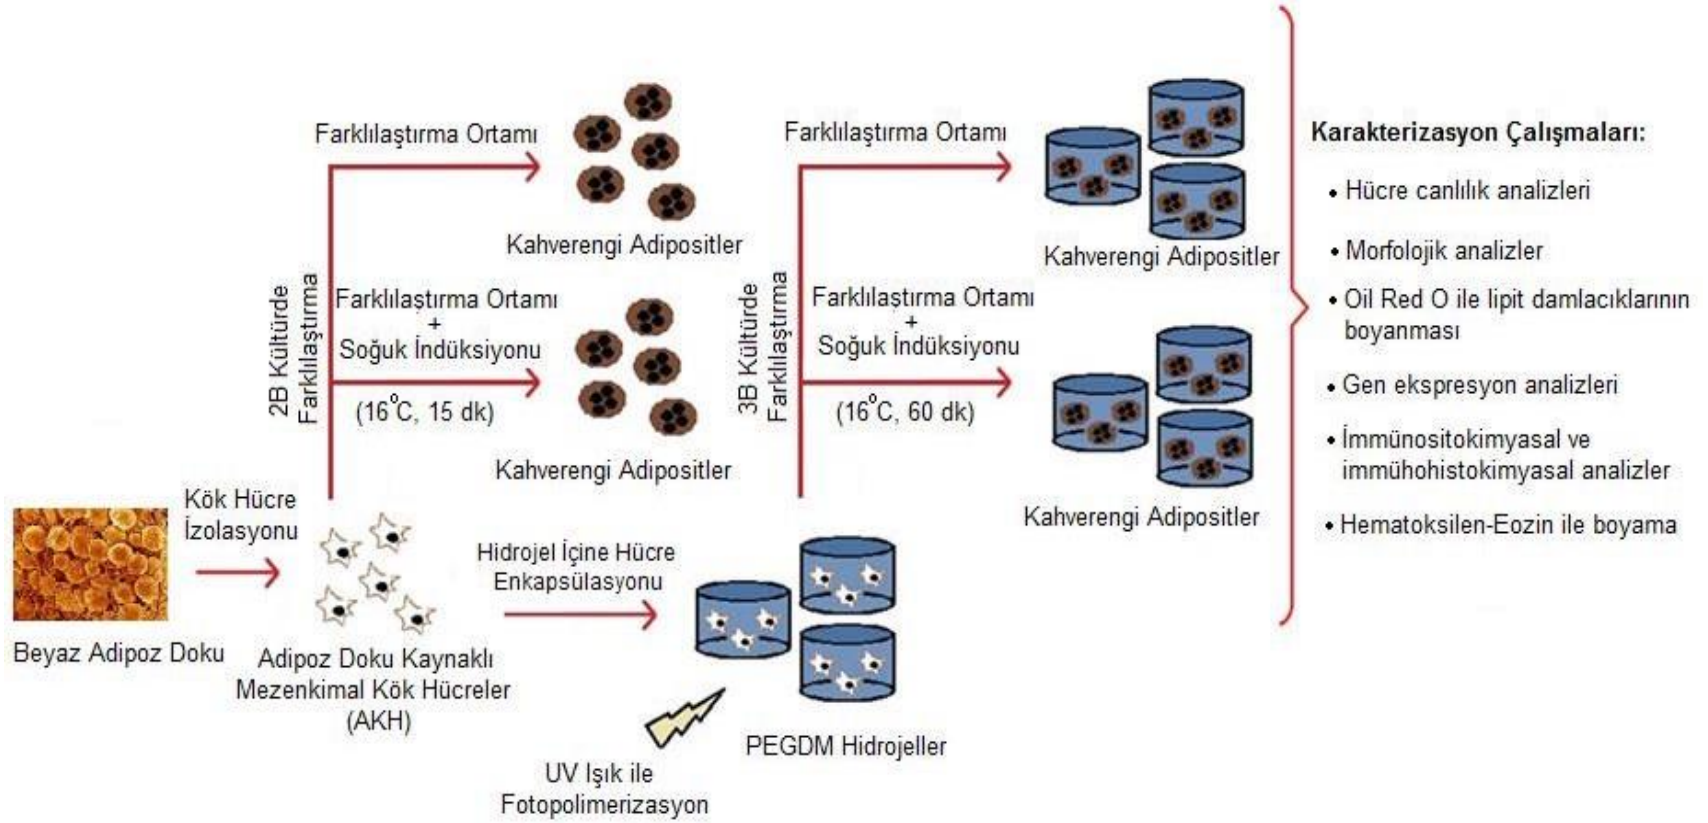 Farklılaştırma Ortamı
Kahverengi Adipositler
2B Kültürde
Farklılaştırma
Farklılaştırma Ortamı
+
Soğuk İndüksiyonu
(16°C, 15 dk)
Kahverengi Adipositler
Farklılaştırma Ortamı
Kahverengi Adipositler
3B Kültürde
Farklılaştırma
Farklılaştırma Ortamı
+
Soğuk İndüksiyonu
(16°C, 60 dk)
Kahverengi Adipositler
Karakterizasyon Çalışmaları:
• Hücre canlılık analizleri
• Morfolojik analizler
• Oil Red O ile lipit damlacıklarının
boyanması
• Gen ekspresyon analizleri
• İmmünositokimyasal ve
immühohistokimyasal analizler
• Hematoksilen-Eozin ile boyama
Kök Hücre
İzolasyonu
Beyaz Adipoz Doku
Adipoz Doku Kaynaklı
Mezenkimal Kök Hücreler
(AKH)
Hidrojel İçine Hücre
Enkapsülasyonu
PEGDM Hidrojeller
UV Işık ile
Fotopolimerizasyon